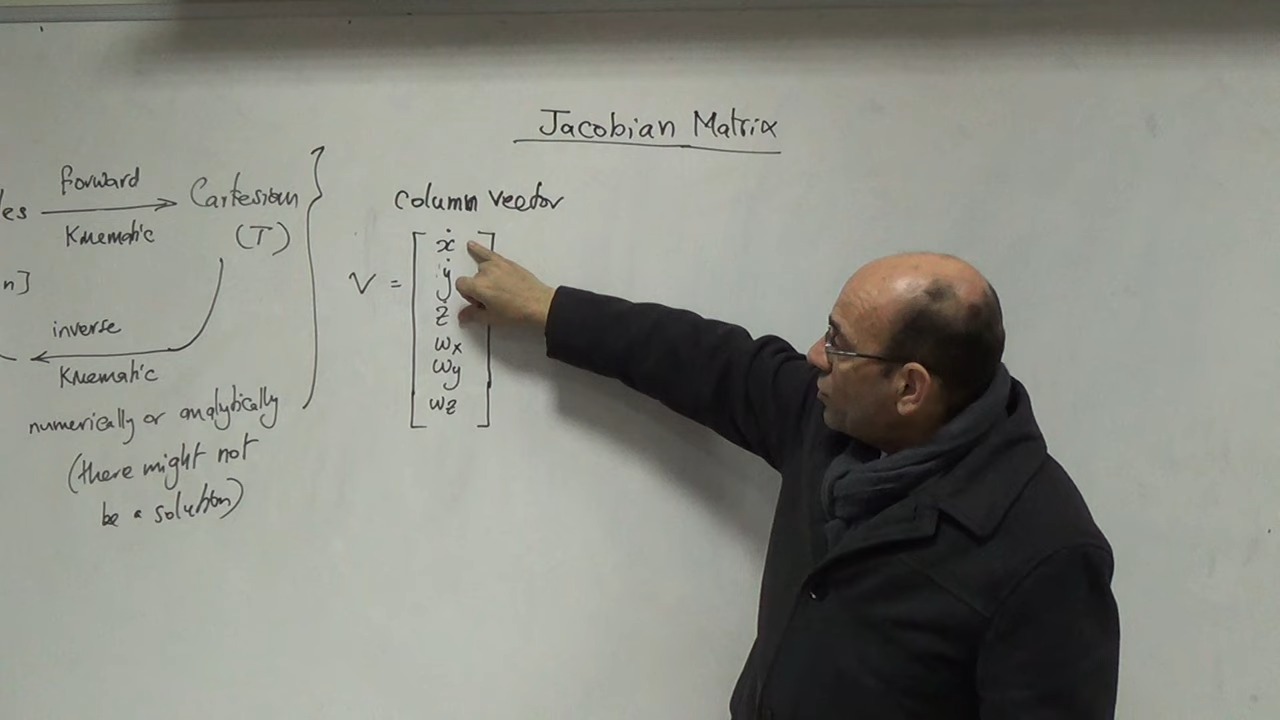 Jacobian Matrix
forward
Cartesian
Kinematic
(T)
n]
inverse
Kinematic
numerically or analytically
(there might not
be a solution)
column vector
V =
ẋ
ẏ
ż
ωx
ωy
ωz